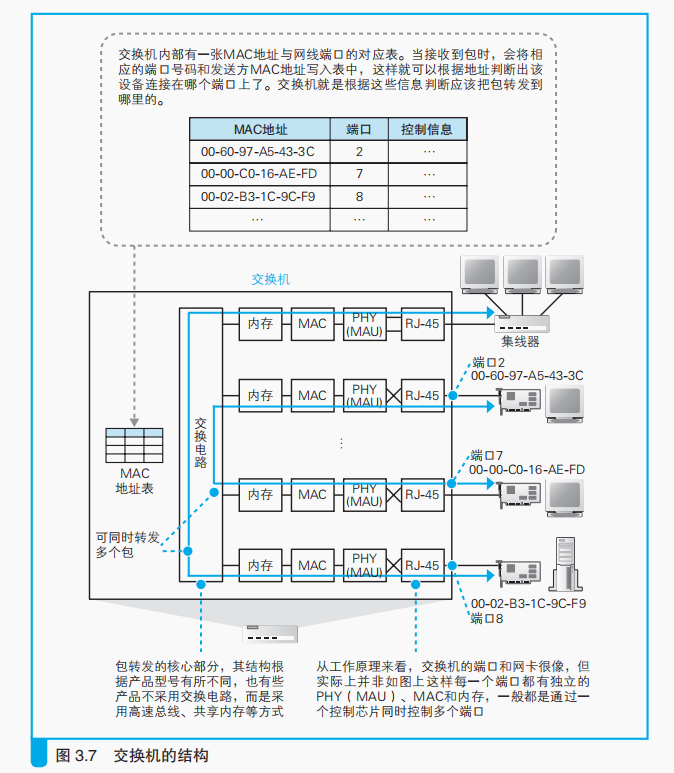 交换机内部有一张MAC地址与网线端口的对应表。当接收到包时，会将相
应的端口号码和发送方MAC地址写入表中，这样就可以根据地址判断出该
设备连接在哪个端口上了。交换机就是根据这些信息判断应该把包转发到
哪里的。
MAC地址 端口 控制信息
00-60-97-A5-43-3C 2 …
00-00-C0-16-AE-FD 7 …
00-02-B3-1C-9C-F9 8 …
… … …
交换机
内存 MAC PHY (MAU) RJ-45
集线器
端口2
00-60-97-A5-43-3C
内存 MAC PHY (MAU) RJ-45
交换电路
…
MAC
地址表
端口7
00-00-C0-16-AE-FD
内存 MAC PHY (MAU) RJ-45
可同时转发
多个包
内存 MAC PHY (MAU) RJ-45
00-02-B3-1C-9C-F9
端口8
包转发的核心部分，其结构根
据产品型号有所不同，也有些
产品不采用交换电路，而是采
用高速总线、共享内存等方式
从工作原理来看，交换机的端口和网卡很像，但
实际上并非如图上这样每一个端口都有独立的
PHY（MAU）、MAC和内存，一般都是通过一
个控制芯片同时控制多个端口
图 3.7 交换机的结构